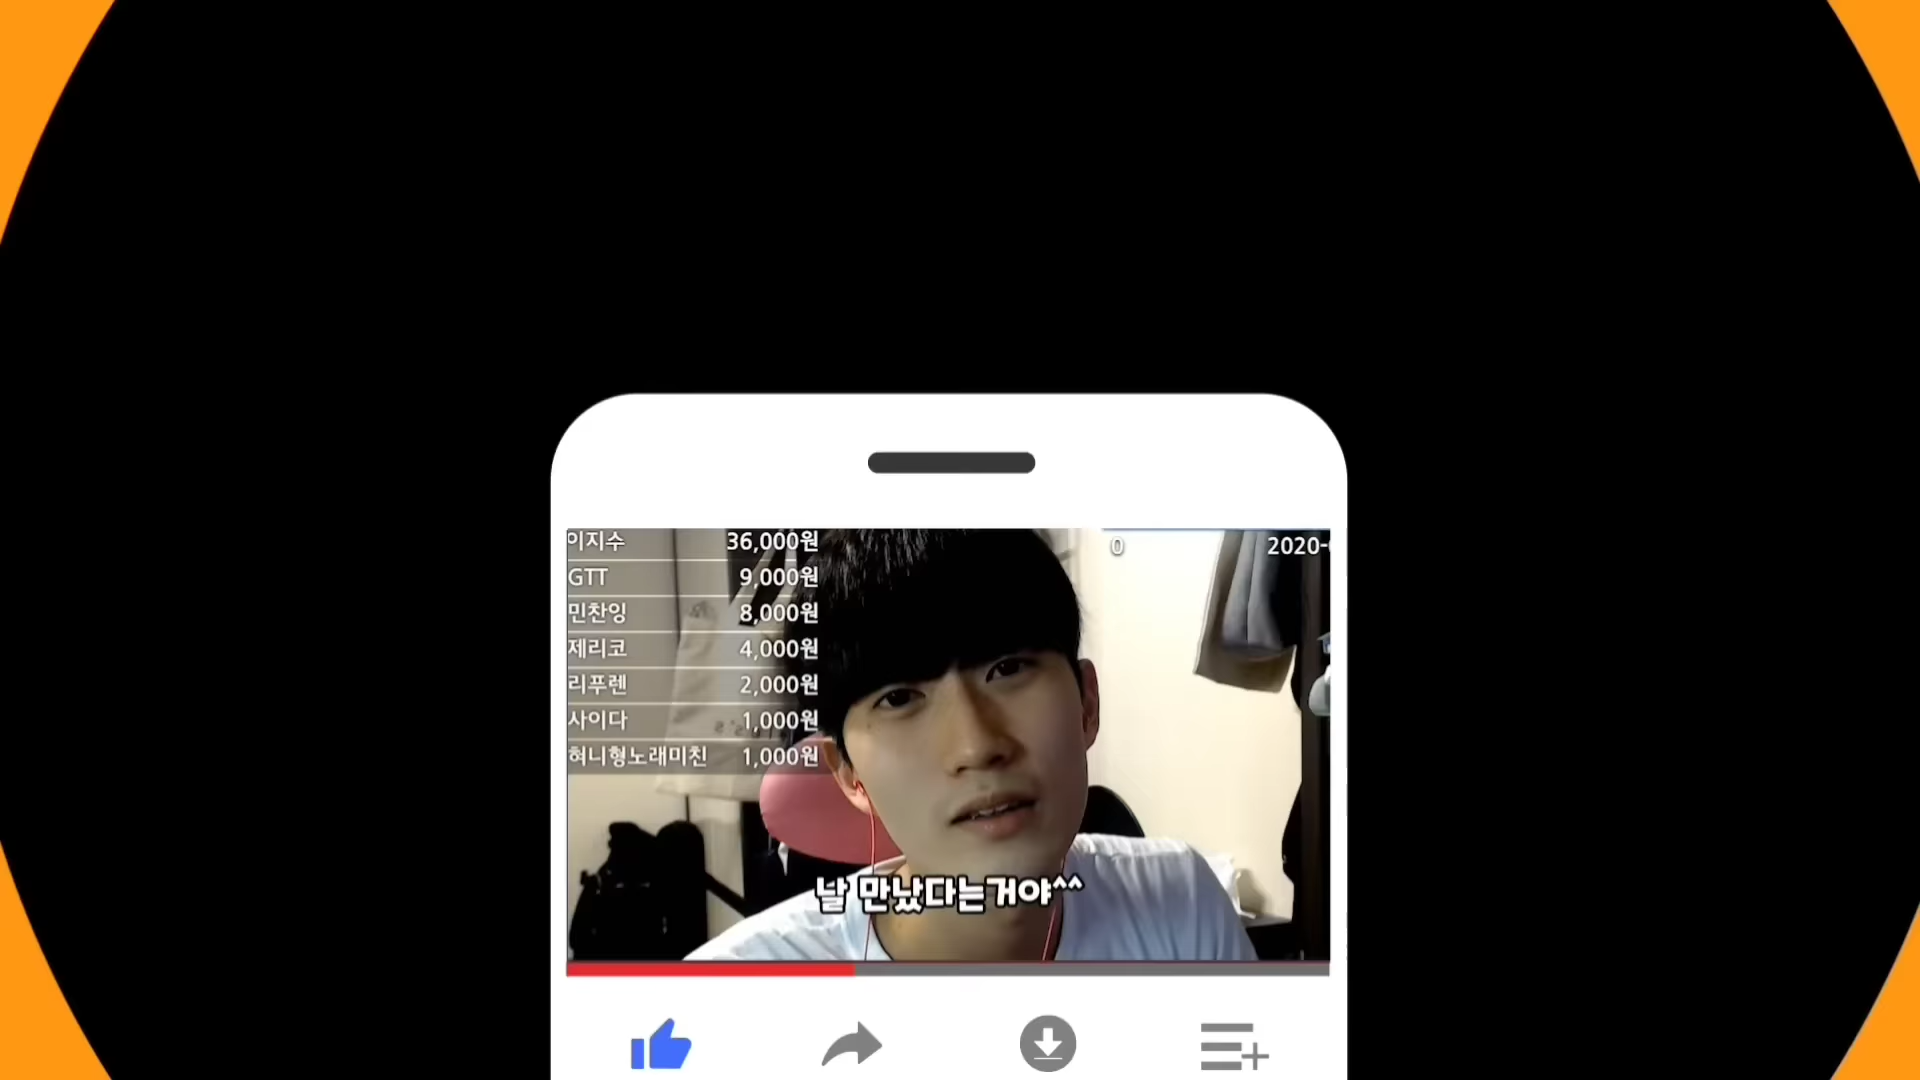 이지수 36,000원
0 2020-
GTT 9,000원
민찬잉 8,000원
제리코 4,000원
리푸렌 2,000원
사이다 1,000원
혀니형노래미친 1,000원
날 만났다는거야^^